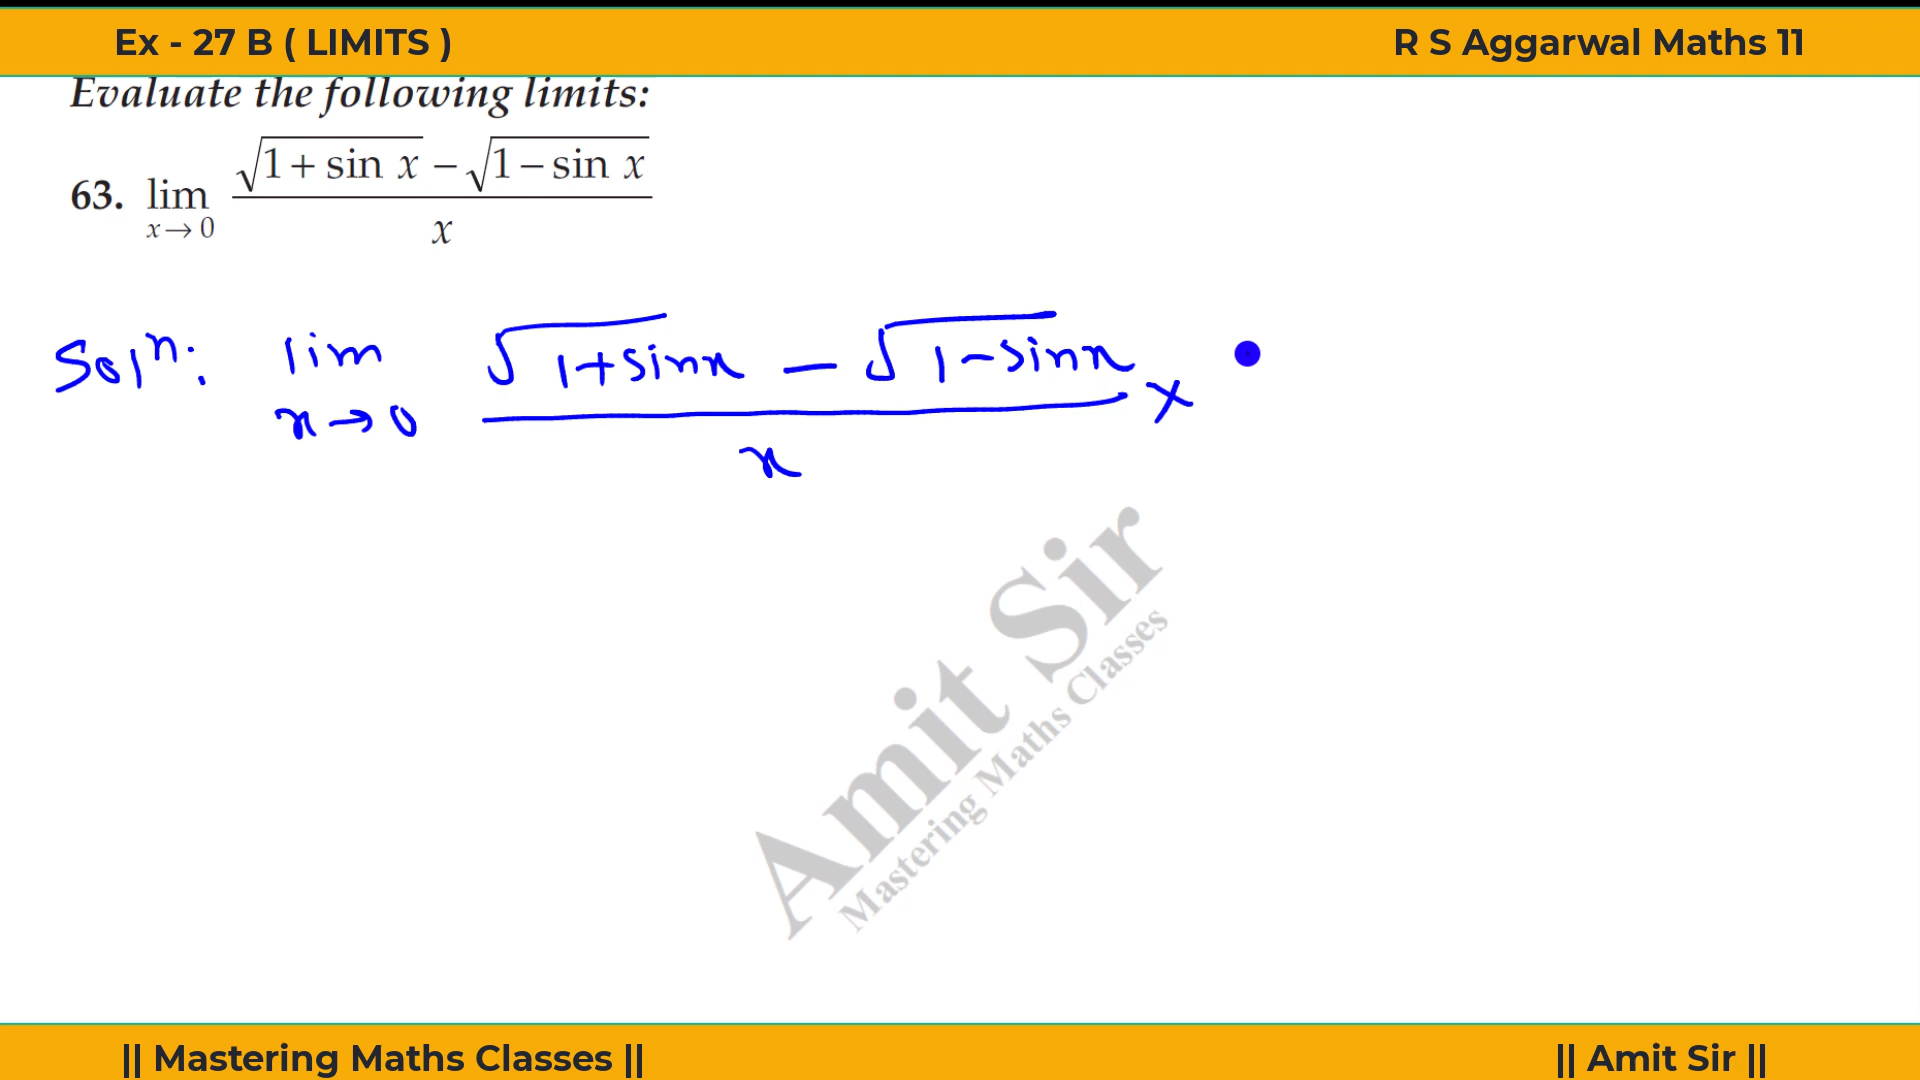 Ex - 27 B ( LIMITS )
R S Aggarwal Maths 11
Evaluate the following limits:
63. lim x→0 (√(1 + sin x) − √(1 − sin x)) / x
Solⁿ: lim x→0 (√(1+sinx) − √(1−sinx)) / x ×
Amit Sir
Mastering Maths Classes
|| Mastering Maths Classes ||
|| Amit Sir ||